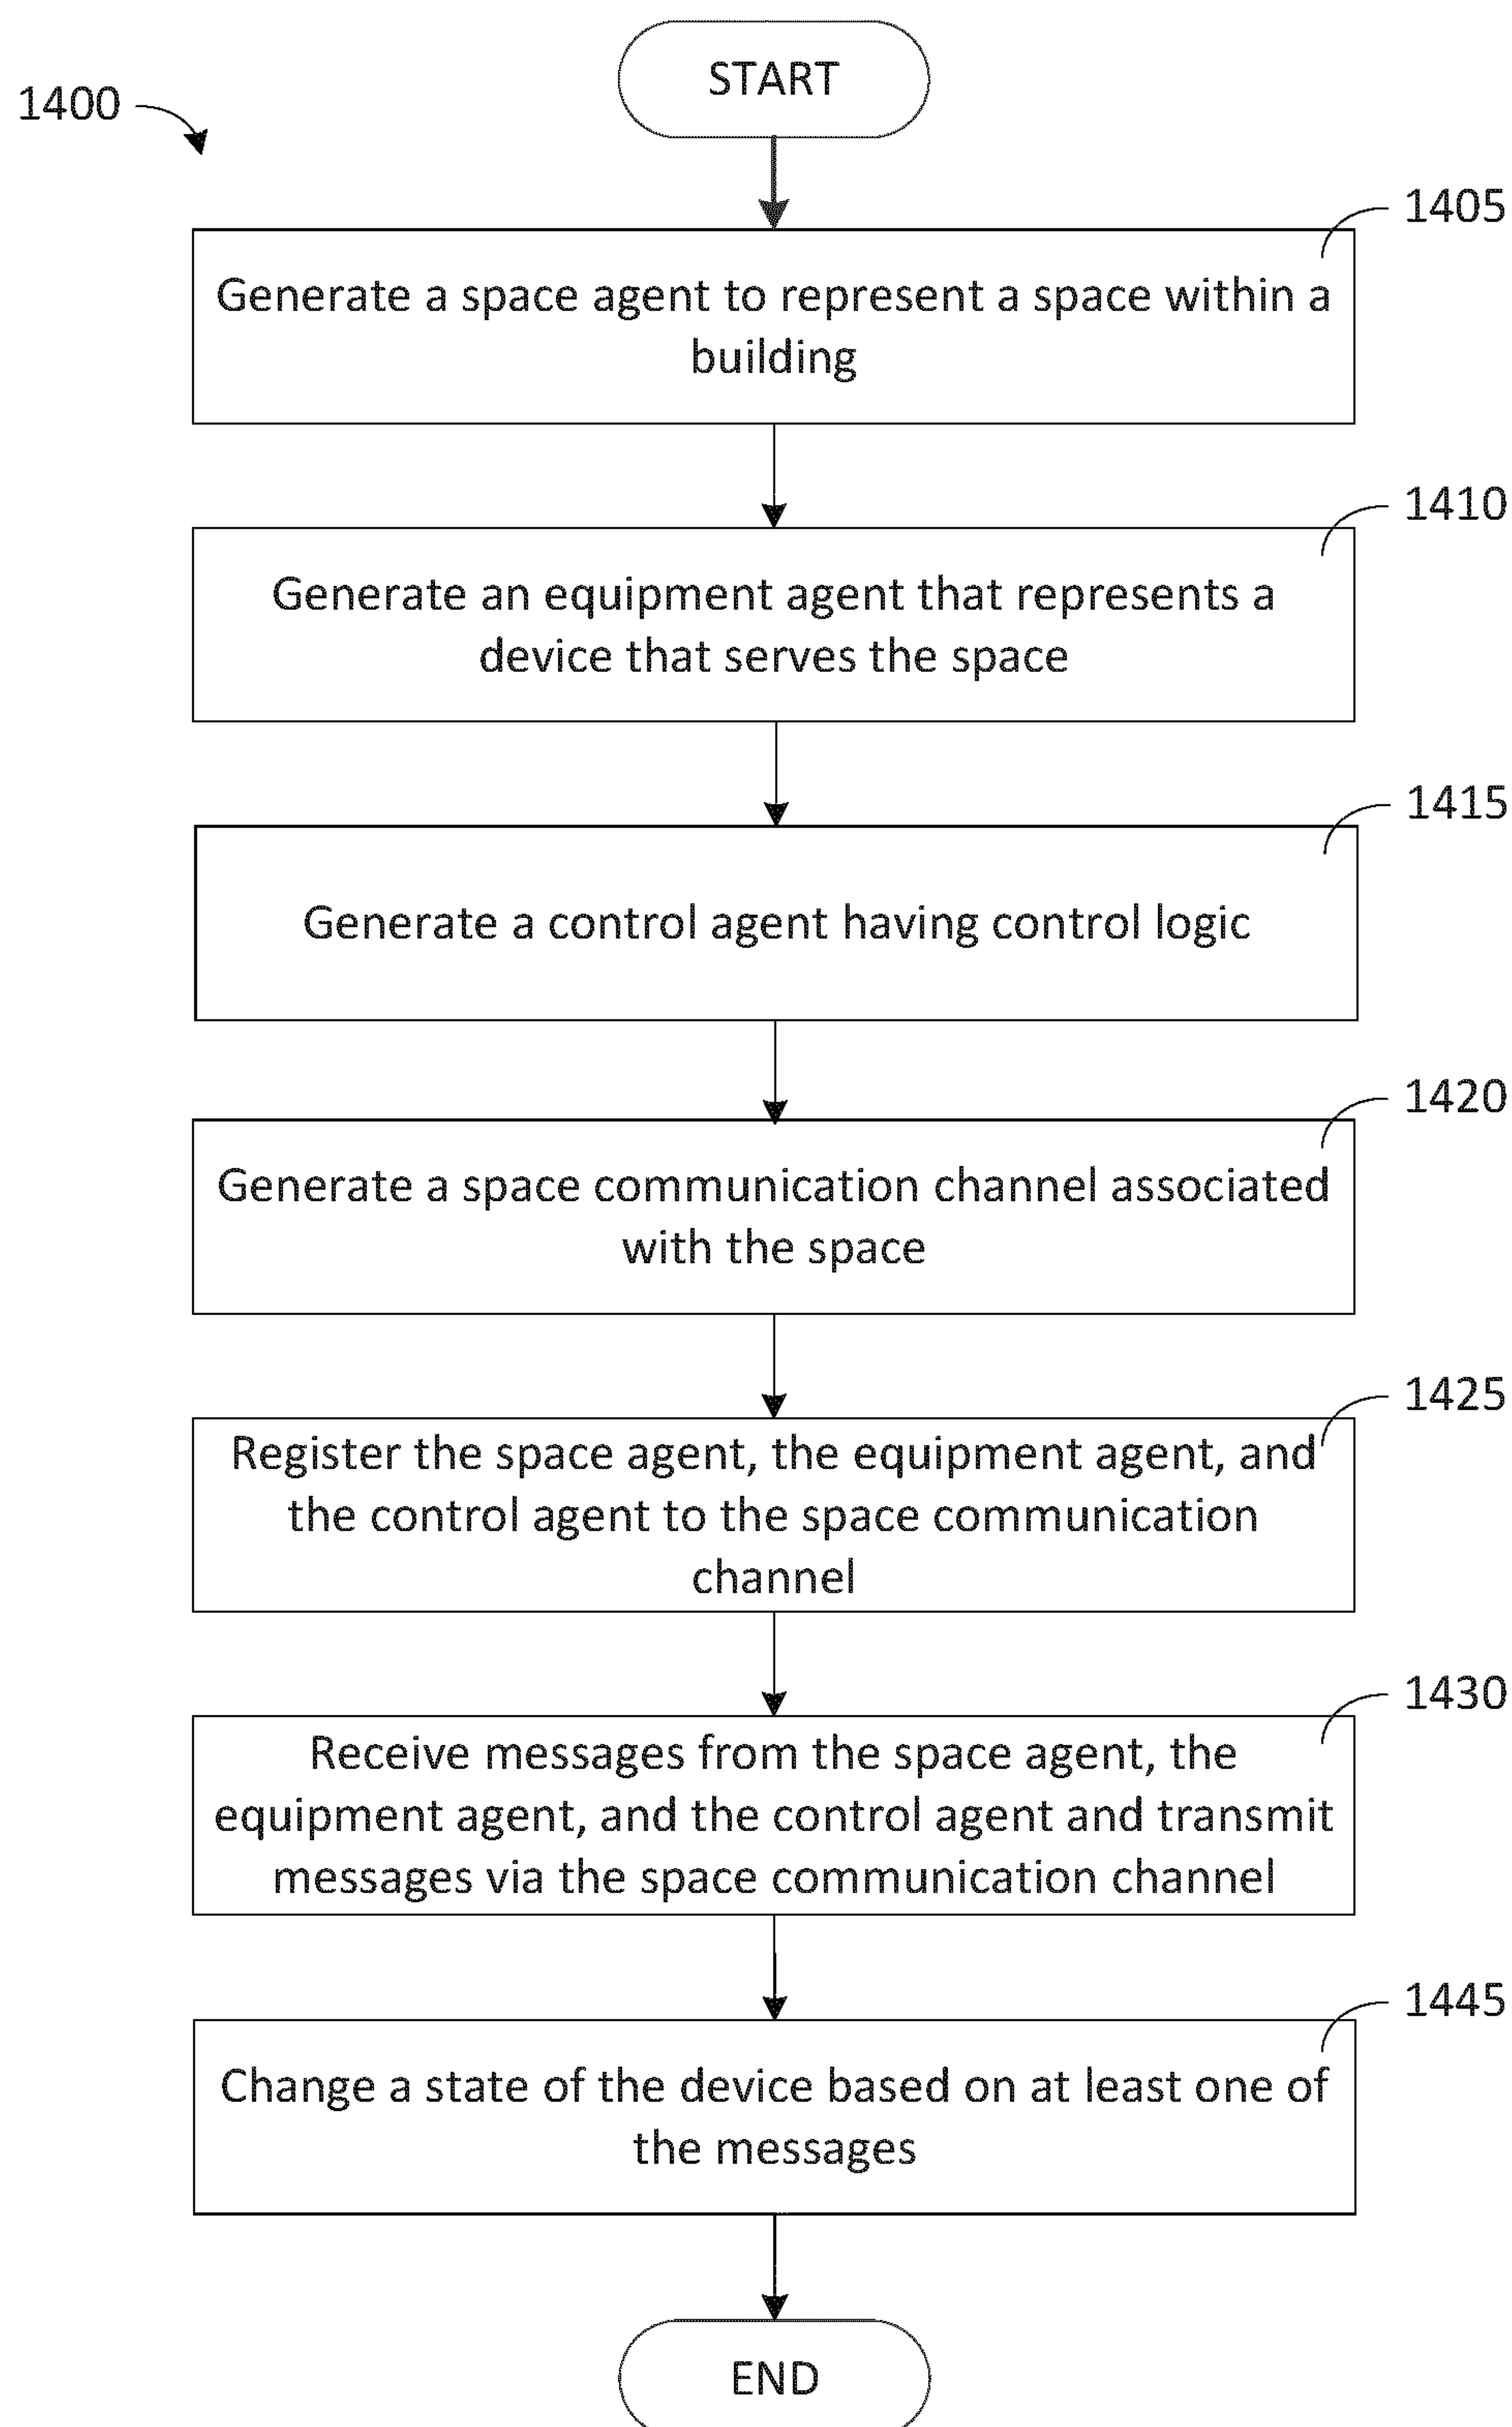 START
1400
1405
Generate a space agent to represent a space within a
building
1410
Generate an equipment agent that represents a
device that serves the space
1415
Generate a control agent having control logic
1420
Generate a space communication channel associated
with the space
1425
Register the space agent, the equipment agent, and
the control agent to the space communication
channel
1430
Receive messages from the space agent, the
equipment agent, and the control agent and transmit
messages via the space communication channel
1445
Change a state of the device based on at least one of
the messages
END